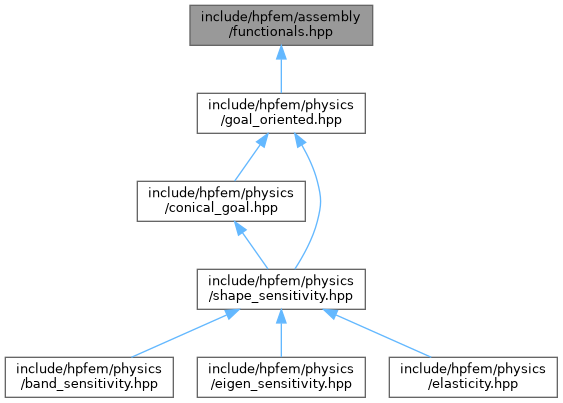 include/hpfem/assembly
/functionals.hpp
include/hpfem/physics
/goal_oriented.hpp
include/hpfem/physics
/conical_goal.hpp
include/hpfem/physics
/shape_sensitivity.hpp
include/hpfem/physics
/band_sensitivity.hpp
include/hpfem/physics
/eigen_sensitivity.hpp
include/hpfem/physics
/elasticity.hpp